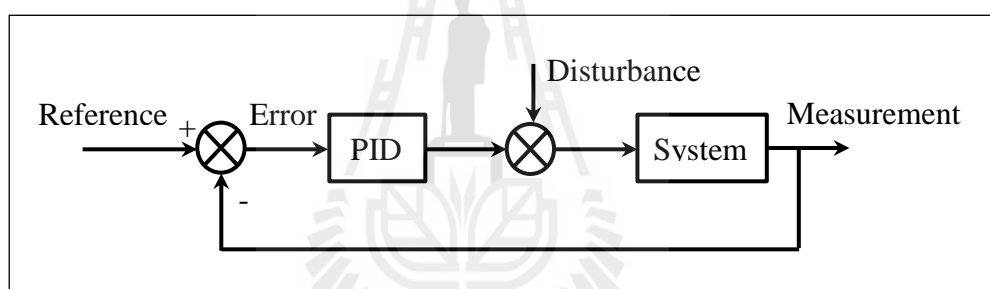 Disturbance
Reference
+
Error
PID
System
Measurement
-